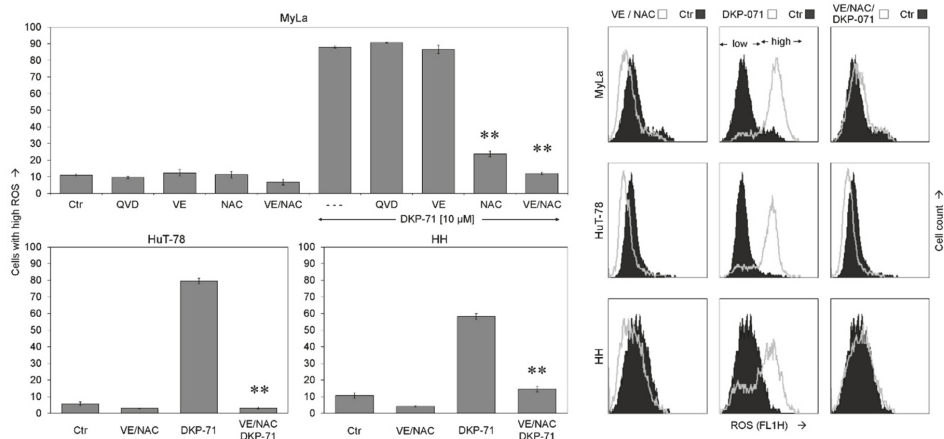 MyLa
Cells with high ROS →
100
90
80
70
60
50
40
30
20
10
0
** **
Ctr QVD VE NAC VE/NAC --- QVD VE NAC VE/NAC
DKP-71 [10 µM]
HuT-78
100
90
80
70
60
50
40
30
20
10
0
**
Ctr VE/NAC DKP-71 VE/NAC
DKP-71
HH
100
90
80
70
60
50
40
30
20
10
0
**
Ctr VE/NAC DKP-71 VE/NAC
DKP-71
VE / NAC Ctr
DKP-071 Ctr
VE/NAC/ Ctr
DKP-071
low high
MyLa
HuT-78
HH
Cell count →
ROS (FL1H) →